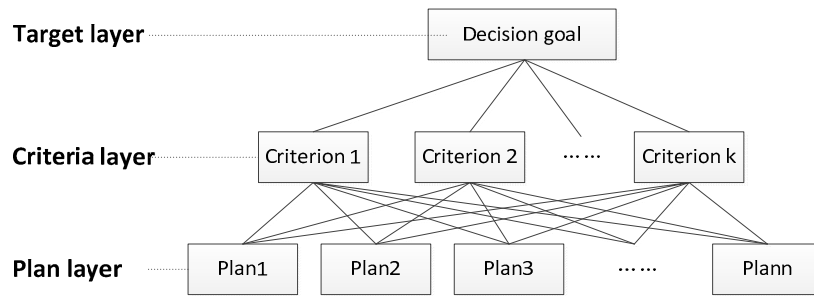 Target layer
Decision goal
Criteria layer
Criterion 1
Criterion 2
……
Criterion k
Plan layer
Plan1
Plan2
Plan3
……
Plann